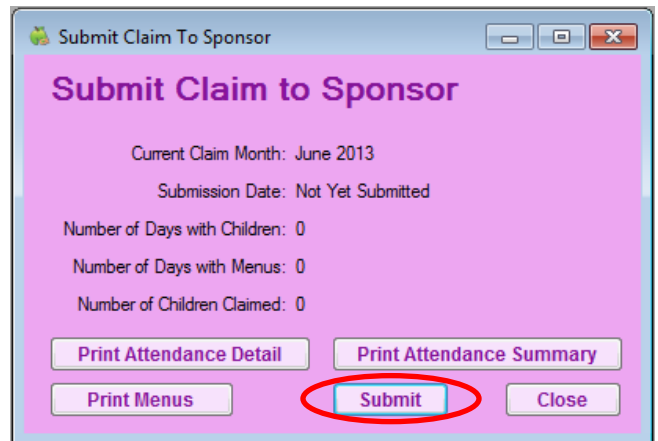 Submit Claim To Sponsor
Submit Claim to Sponsor
Current Claim Month: June 2013
Submission Date: Not Yet Submitted
Number of Days with Children: 0
Number of Days with Menus: 0
Number of Children Claimed: 0
Print Attendance Detail Print Attendance Summary
Print Menus Submit Close